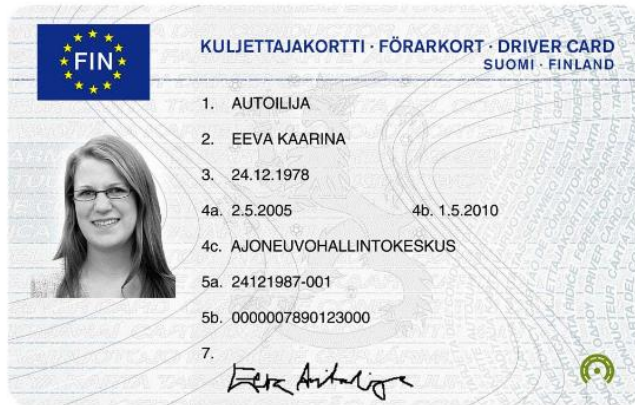 FIN
KULJETTAJAKORTTI · FÖRARKORT · DRIVER CARD
SUOMI · FINLAND
1. AUTOILIJA
2. EEVA KAARINA
3. 24.12.1978
4a. 2.5.2005 4b. 1.5.2010
4c. AJONEUVOHALLINTOKESKUS
5a. 24121987-001
5b. 0000007890123000
7.
Eeva Autoilija